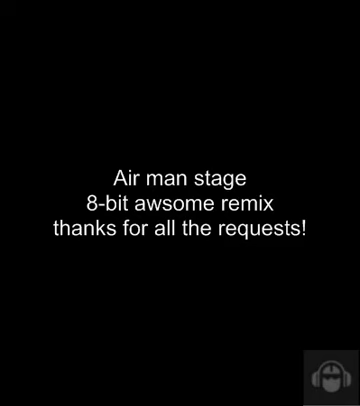 Air man stage
8-bit awsome remix
thanks for all the requests!